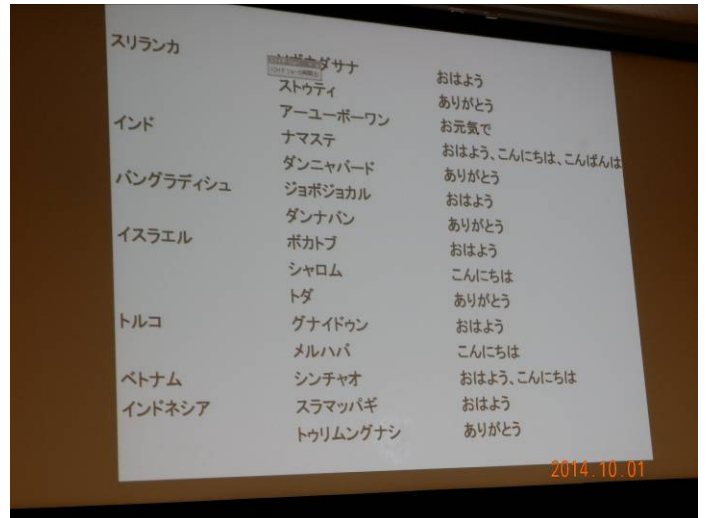 スリランカ おはよう
ストゥティ ありがとう
アーユーボーワン お元気で
インド ナマステ おはよう、こんにちは、こんばんは
ダンニャバード ありがとう
バングラディシュ ジョボジョカル おはよう
ダンナバン ありがとう
イスラエル ボカトブ おはよう
シャロム こんにちは
トダ ありがとう
トルコ グナイドゥン おはよう
メルハバ こんにちは
ベトナム シンチャオ おはよう、こんにちは
インドネシア スラマッパギ おはよう
トゥリムングナシ ありがとう
2014.10.01